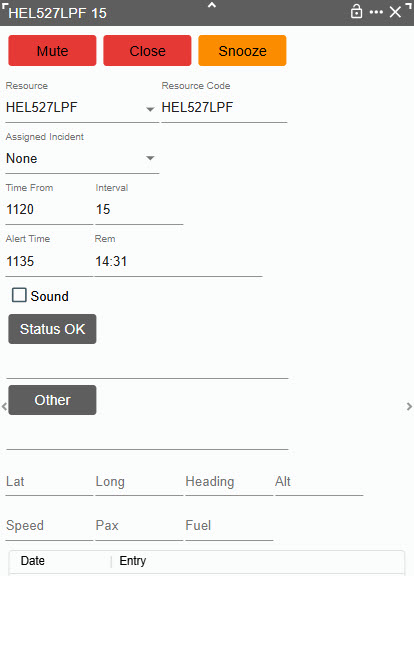 HEL527LPF 15
Mute Close Snooze
Resource Resource Code
HEL527LPF HEL527LPF
Assigned Incident
None
Time From Interval
1120 15
Alert Time Rem
1135 14:31
Sound
Status OK
Other
Lat Long Heading Alt
Speed Pax Fuel
Date Entry